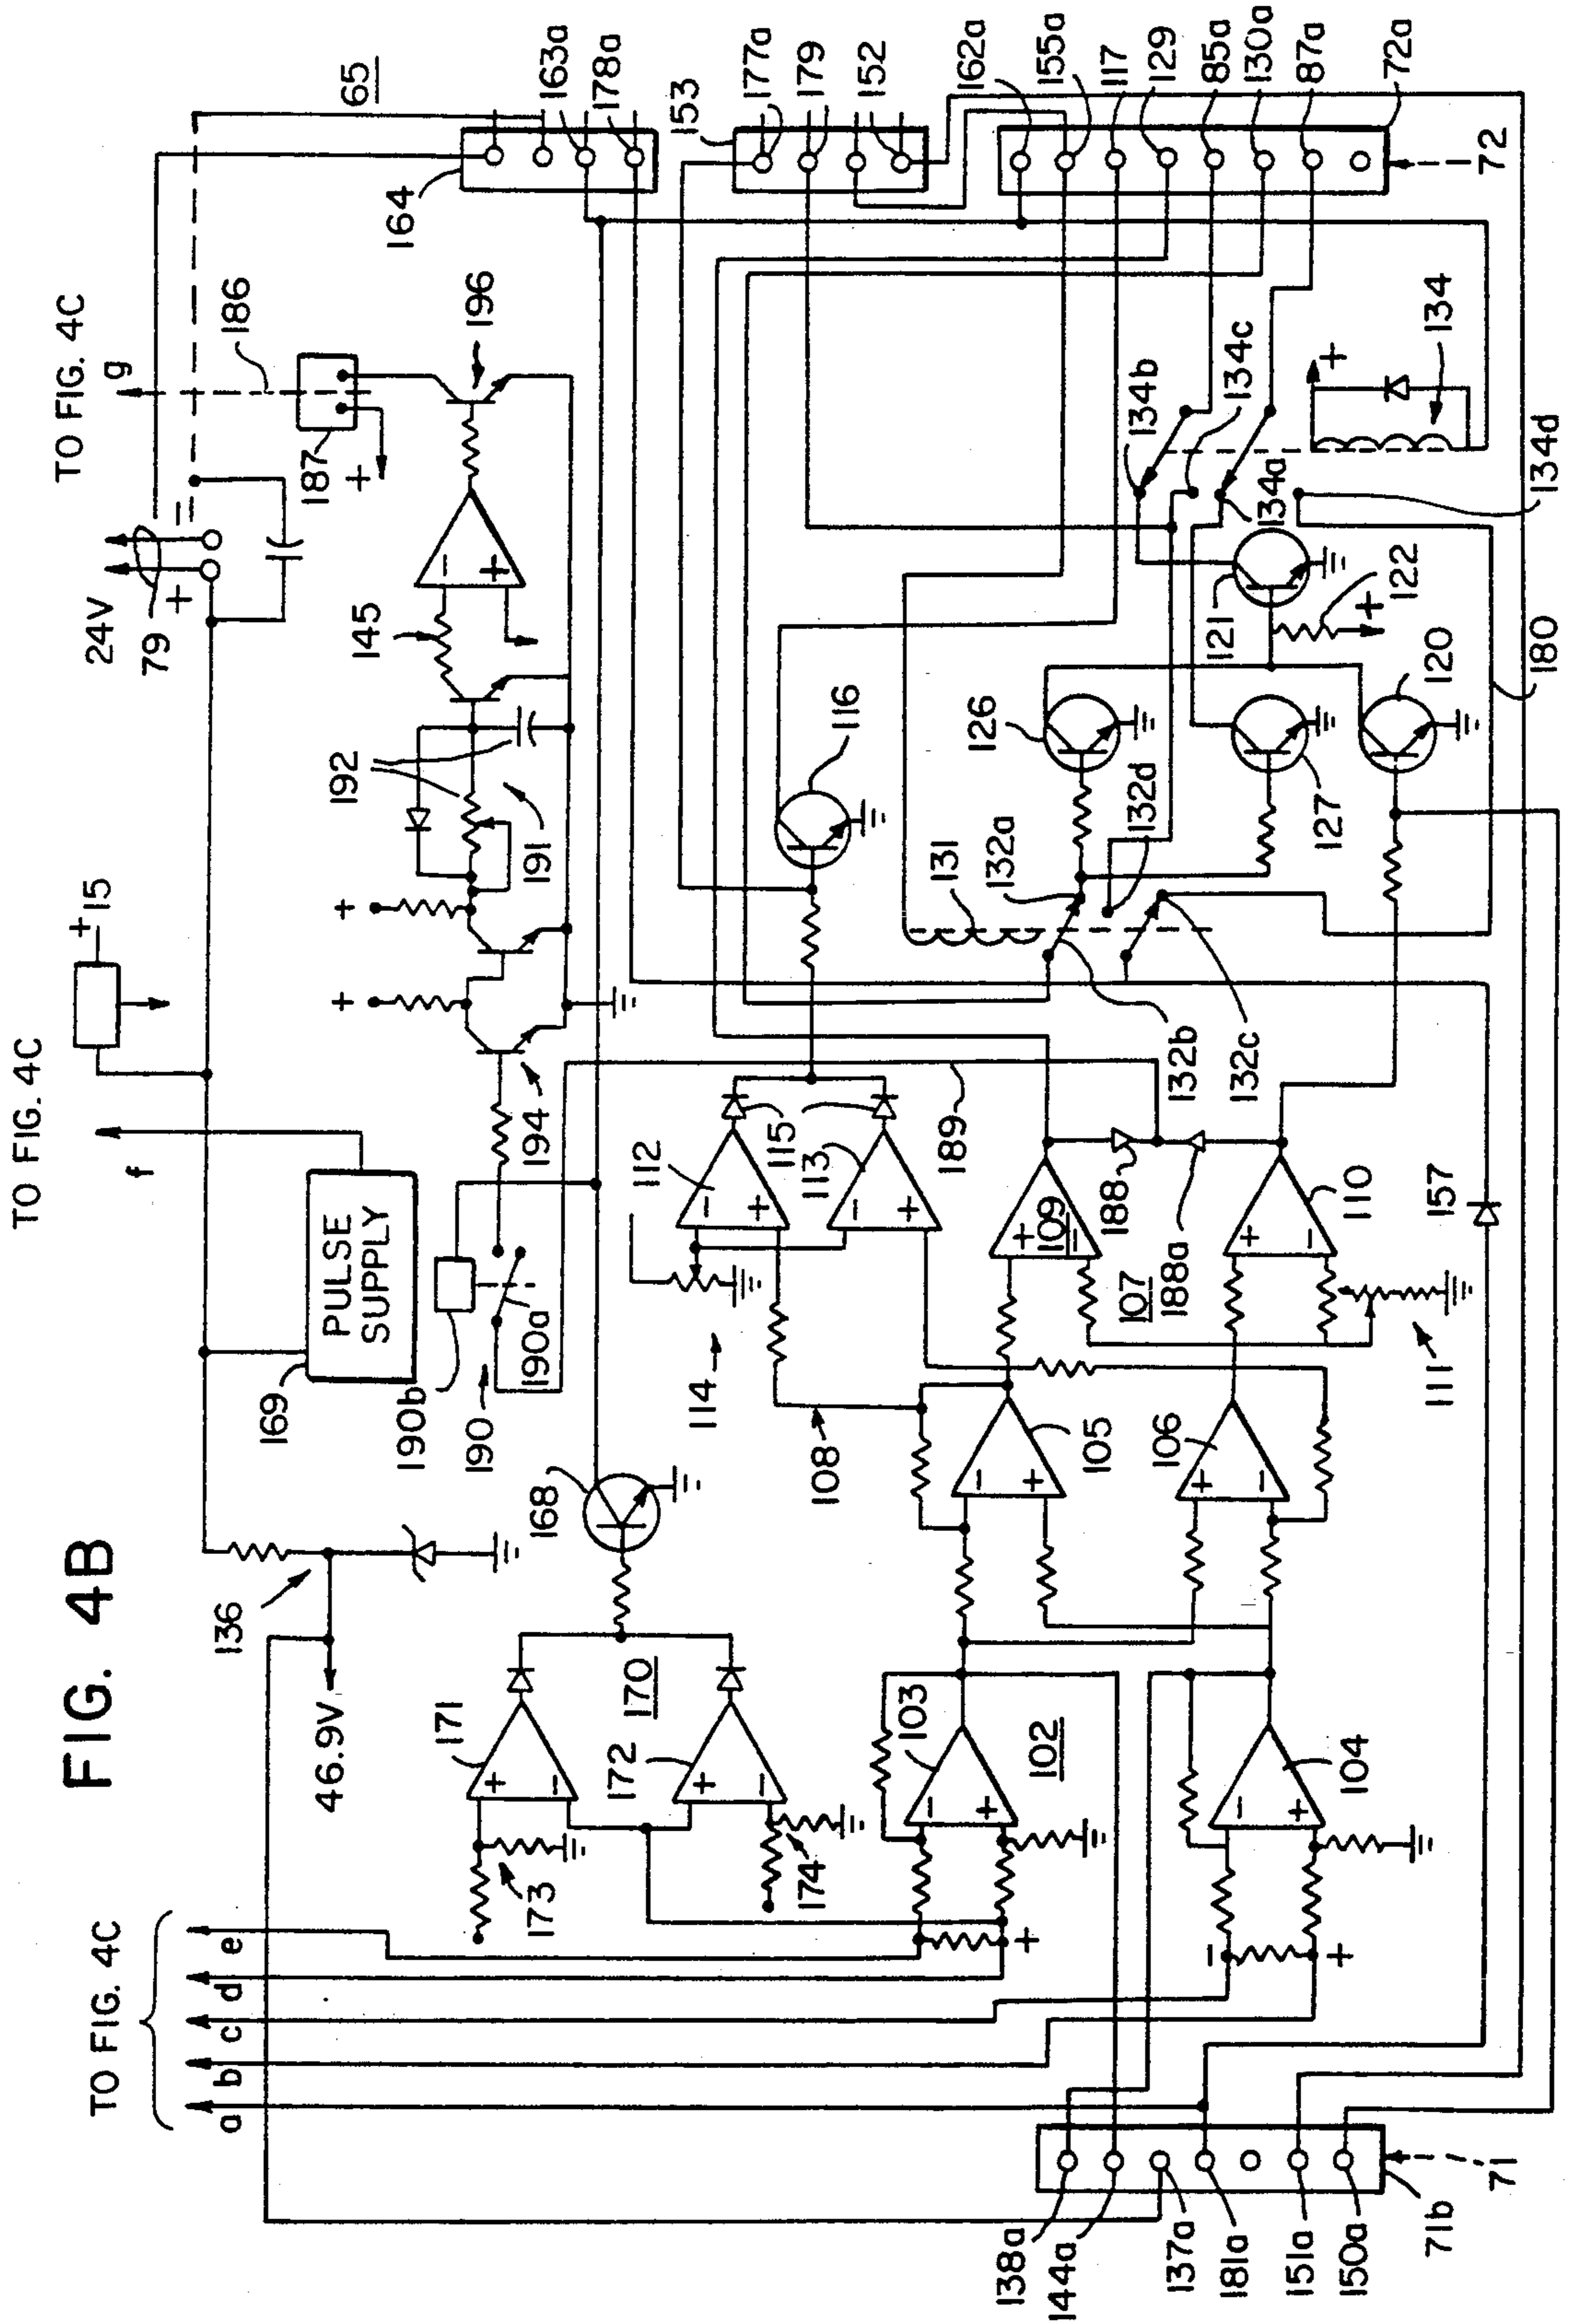 FIG. 4B
TO FIG. 4C
a
b
c
d
e
TO FIG. 4C
f
TO FIG. 4C
g
46.9V
136
169
PULSE
SUPPLY
+15
24V
79
+
−
186
187
+
164
65
163a
178a
153
177a
179
152
162a
155a
117
129
85a
130a
87a
72a
72
190b
190
190a
194
+
+
191
192
145
−
+
196
168
170
171
+
−
172
+
−
173
174
114
112
−
+
115
113
−
+
116
108
189
102
103
−
+
+
104
−
+
−
+
105
−
+
106
+
−
107
109
+
−
188
188a
110
+
−
111
157
131
132a
132d
132b
132c
126
127
120
121
122
+
180
134b
134c
134a
134d
134
+
138a
144a
137a
181a
151a
150a
71b
71